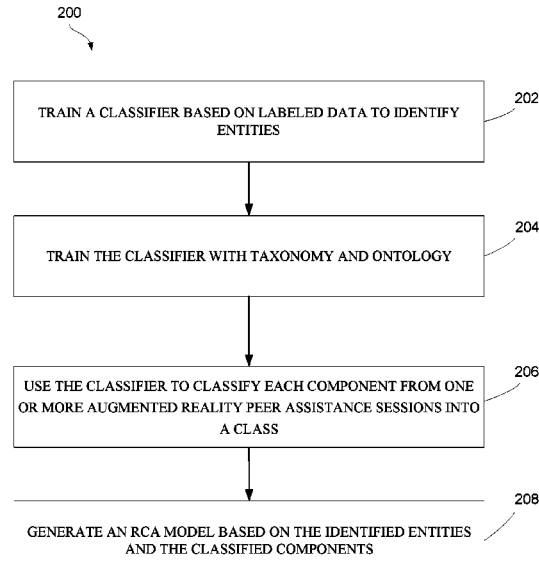 200
202
TRAIN A CLASSIFIER BASED ON LABELED DATA TO IDENTIFY
ENTITIES
204
TRAIN THE CLASSIFIER WITH TAXONOMY AND ONTOLOGY
206
USE THE CLASSIFIER TO CLASSIFY EACH COMPONENT FROM ONE
OR MORE AUGMENTED REALITY PEER ASSISTANCE SESSIONS INTO
A CLASS
208
GENERATE AN RCA MODEL BASED ON THE IDENTIFIED ENTITIES
AND THE CLASSIFIED COMPONENTS